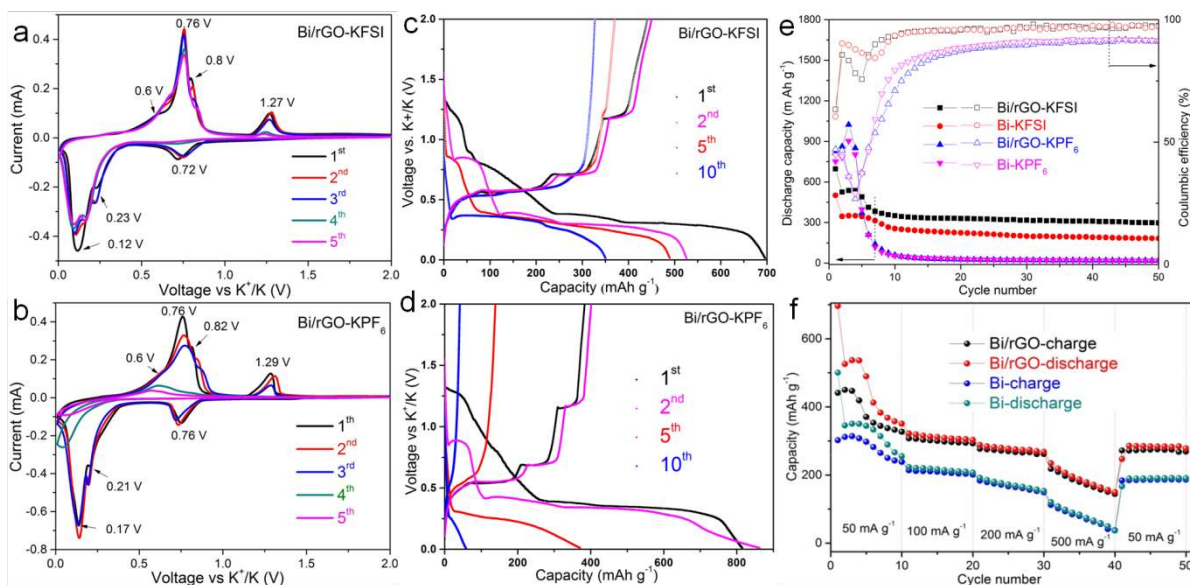 a
Bi/rGO-KFSI
0.76 V
0.8 V
0.6 V
1.27 V
0.72 V
0.23 V
0.12 V
1st
2nd
3rd
4th
5th
0.4
0.2
0.0
-0.2
-0.4
Current (mA)
0.0 0.5 1.0 1.5 2.0
Voltage vs K+/K (V)
b
Bi/rGO-KPF6
0.76 V
0.82 V
0.6 V
1.29 V
0.76 V
0.21 V
0.17 V
1th
2nd
3rd
4th
5th
0.4
0.2
0.0
-0.2
-0.4
-0.6
-0.8
Current (mA)
0.0 0.5 1.0 1.5 2.0
Voltage vs K+/K (V)
c
Bi/rGO-KFSI
1st
2nd
5th
10th
2.0
1.5
1.0
0.5
0.0
Voltage vs. K+/K (V)
0 100 200 300 400 500 600 700
Capacity (mAh g-1)
d
Bi/rGO-KPF6
1st
2nd
5th
10th
2.0
1.5
1.0
0.5
0.0
Voltage vs K+/K (V)
0 200 400 600 800
Capacity (mAh g-1)
e
Bi/rGO-KFSI
Bi-KFSI
Bi/rGO-KPF6
Bi-KPF6
1800
1500
1200
900
600
300
0
Discharge capacity (m Ah g-1)
100
50
0
Coulumbic efficiency (%)
0 10 20 30 40 50
Cycle number
f
Bi/rGO-charge
Bi/rGO-discharge
Bi-charge
Bi-discharge
600
400
200
0
Capacity (mAh g-1)
50 mA g-1 100 mA g-1 200 mA g-1 500 mA g-1 50 mA g-1
0 10 20 30 40 50
Cycle number